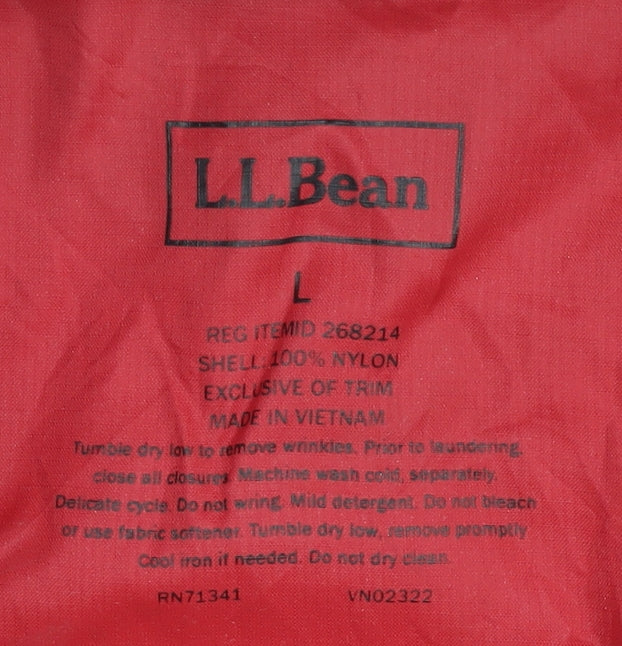 L.L.Bean
L
REG ITEMID 268214
SHELL: 100% NYLON
EXCLUSIVE OF TRIM
MADE IN VIETNAM
Tumble dry low to remove wrinkles. Prior to laundering,
close all closures. Machine wash cold, separately.
Delicate cycle. Do not wring. Mild detergent. Do not bleach
or use fabric softener. Tumble dry low, remove promptly
Cool iron if needed. Do not dry clean.
RN71341 VN02322